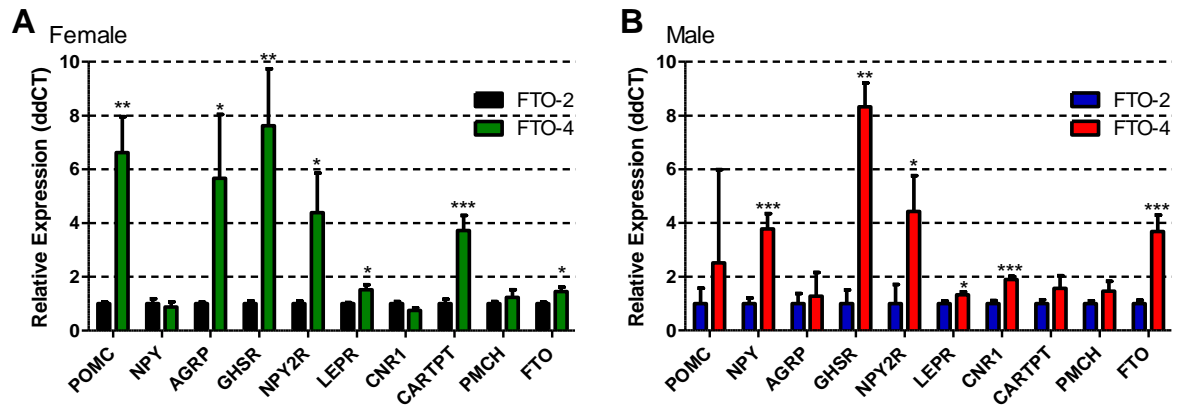 A Female
Relative Expression (ddCT)
10
8
6
4
2
0
** * ** * * *** *
FTO-2
FTO-4
POMC NPY AGRP GHSR NPY2R LEPR CNR1 CARTPT PMCH FTO
B Male
Relative Expression (ddCT)
10
8
6
4
2
0
*** ** * * *** ***
FTO-2
FTO-4
POMC NPY AGRP GHSR NPY2R LEPR CNR1 CARTPT PMCH FTO